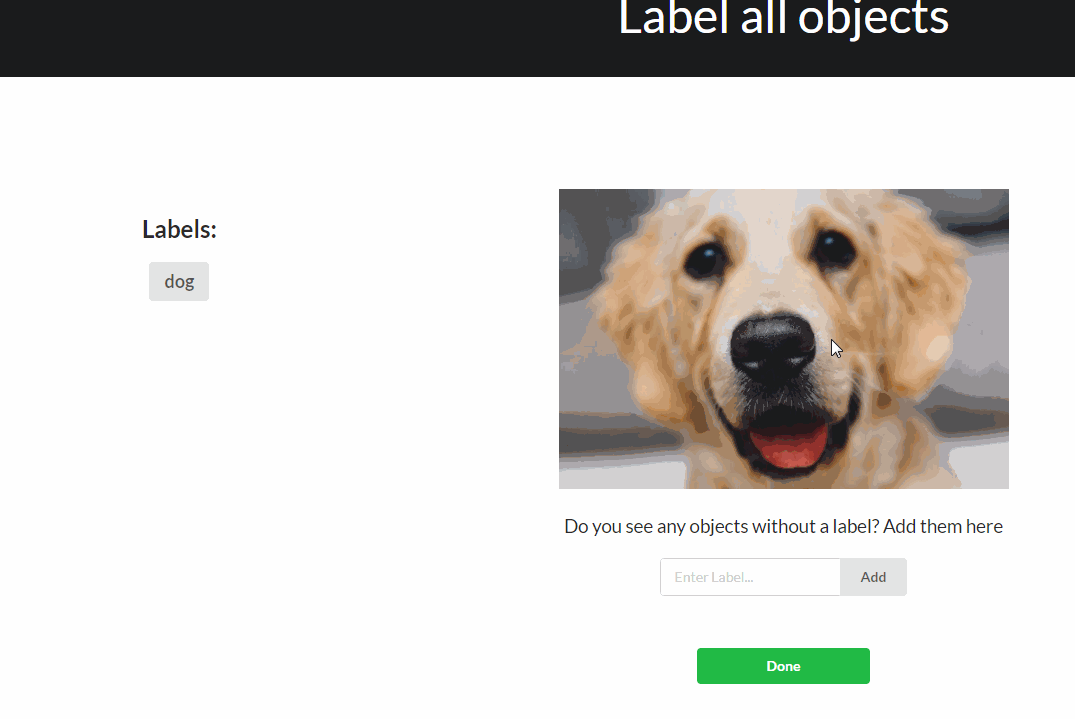 Label all objects
Labels:
dog
Do you see any objects without a label? Add them here
Enter Label...
Add
Done